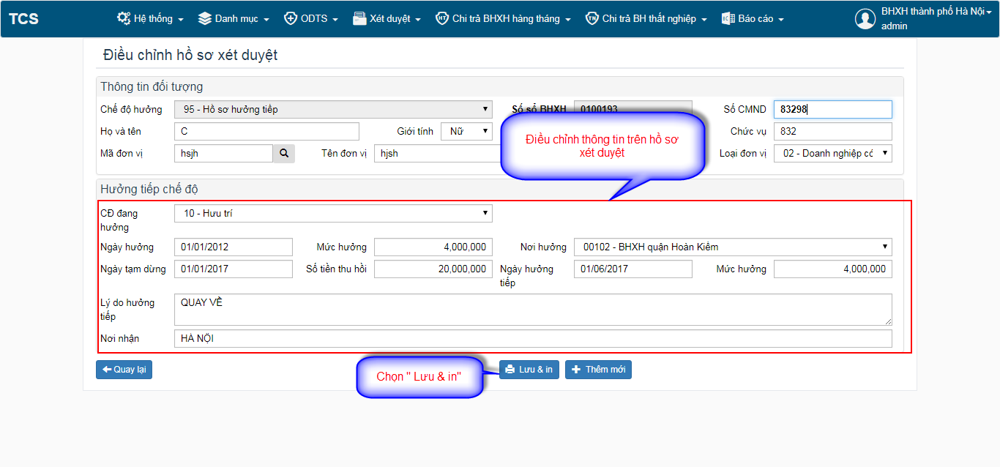 TCS Hệ thống Danh mục ODTS Xét duyệt Chi trả BHXH hàng tháng Chi trả BH thất nghiệp Báo cáo BHXH thành phố Hà Nội
admin
Điều chỉnh hồ sơ xét duyệt
Thông tin đối tượng
Chế độ hưởng 95 - Hồ sơ hưởng tiếp Số sổ BHXH 0100193 Số CMND 83298
Họ và tên C Giới tính Nữ Chức vụ 832
Mã đơn vị hsjh Tên đơn vị hjsh Loại đơn vị 02 - Doanh nghiệp có
Điều chỉnh thông tin trên hồ sơ
xét duyệt
Hưởng tiếp chế độ
CĐ đang
hưởng
10 - Hưu trí
Ngày hưởng 01/01/2012 Mức hưởng 4,000,000 Nơi hưởng 00102 - BHXH quận Hoàn Kiếm
Ngày tạm dừng 01/01/2017 Số tiền thu hồi 20,000,000 Ngày hưởng
tiếp
01/06/2017 Mức hưởng 4,000,000
Lý do hưởng
tiếp
QUAY VỀ
Nơi nhận HÀ NỘI
Quay lại Chọn " Lưu & in" Lưu & in Thêm mới